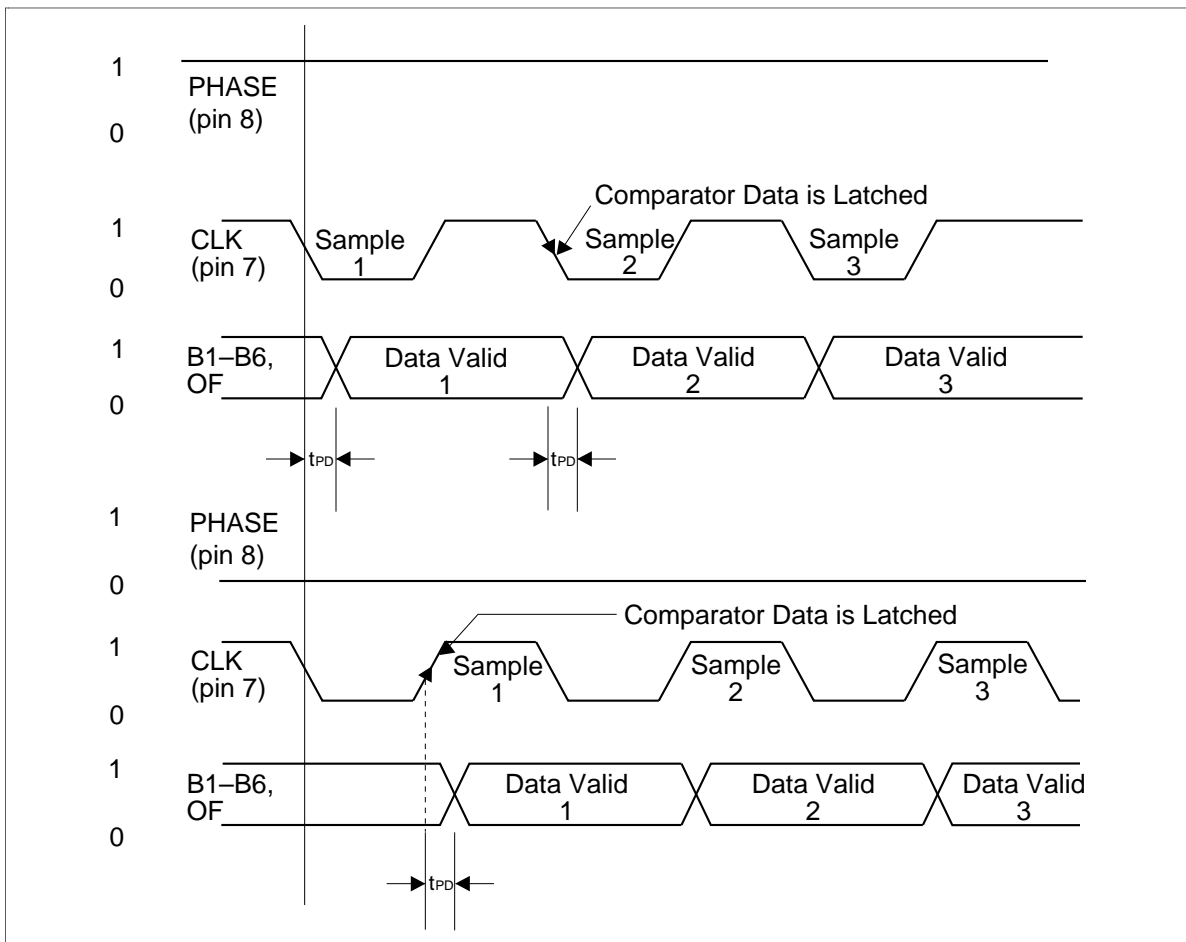 1
PHASE
(pin 8)
0
Comparator Data is Latched
1
CLK
(pin 7)
0
Sample
1
Sample
2
Sample
3
1
B1–B6,
OF
0
Data Valid
1
Data Valid
2
Data Valid
3
tPD
tPD
1
PHASE
(pin 8)
0
Comparator Data is Latched
1
CLK
(pin 7)
0
Sample
1
Sample
2
Sample
3
1
B1–B6,
OF
0
Data Valid
1
Data Valid
2
Data Valid
3
tPD